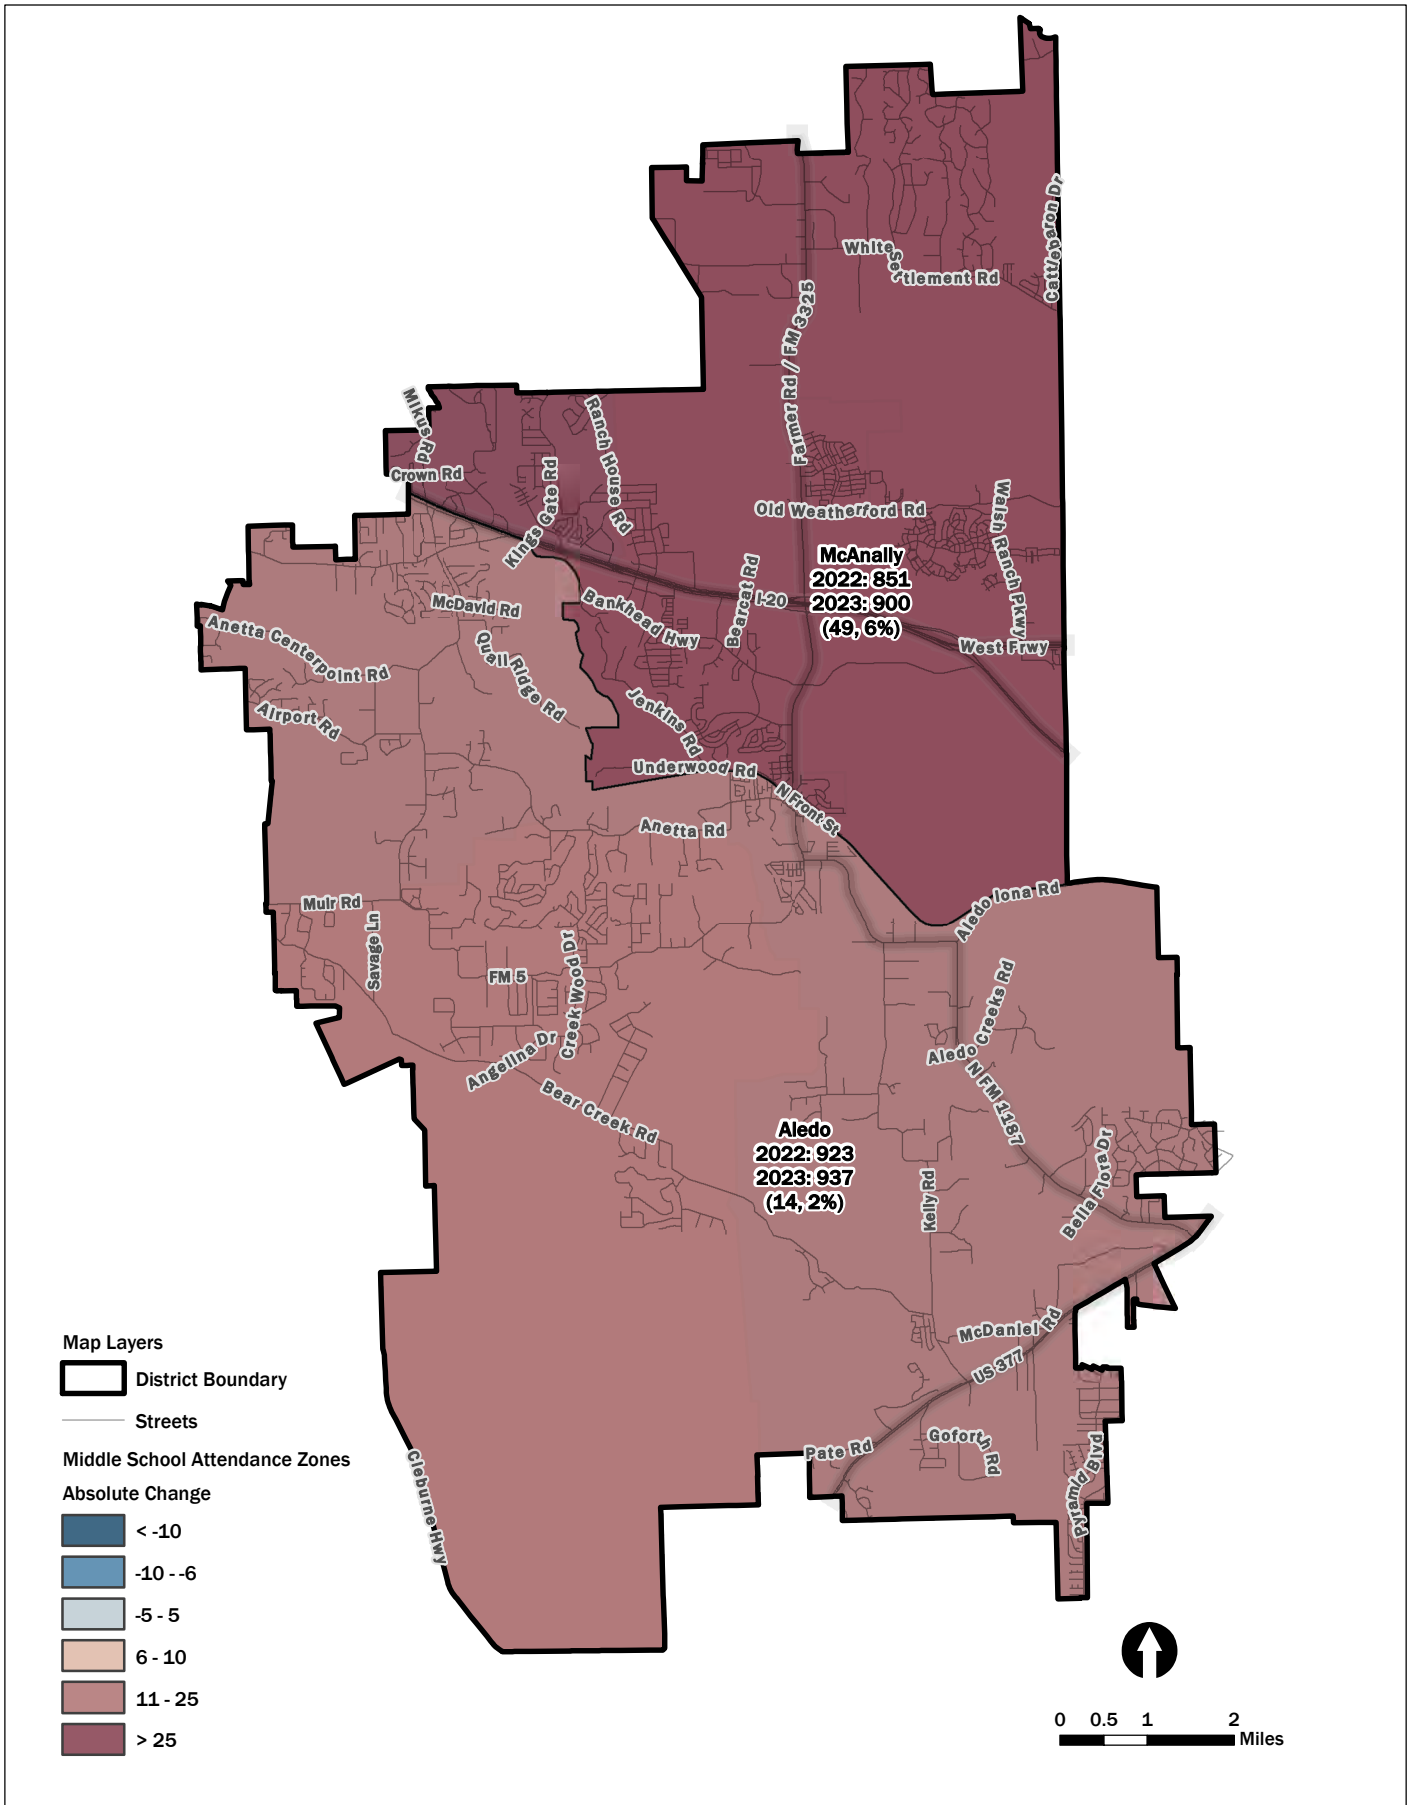 Cattlebaron Dr
White Settlement Rd
Farmer Rd / FM 3325
Mikus Rd
Ranch House Rd
Crown Rd
Kings Gate Rd
Old Weatherford Rd
Walsh Ranch Pkwy
McAnally
2022: 851
2023: 900
(49, 6%)
Bearcat Rd
I-20
McDavid Rd
Bankhead Hwy
West Frwy
Anetta Centerpoint Rd
Quail Ridge Rd
Airport Rd
Jenkins Rd
Underwood Rd
N Front St
Anetta Rd
Muir Rd
Aledo Iona Rd
Savage Ln
FM 5
Creek Wood Dr
Aledo Creeks Rd
Angelina Dr
Bear Creek Rd
N FM 1187
Aledo
2022: 923
2023: 937
(14, 2%)
Bella Flora Dr
Kelly Rd
McDaniel Rd
US 377
Pate Rd
Goforth Rd
Pyramid Blvd
Cleburne Hwy
Map Layers
District Boundary
Streets
Middle School Attendance Zones
Absolute Change
< -10
-10 - -6
-5 - 5
6 - 10
11 - 25
> 25
0 0.5 1 2
Miles